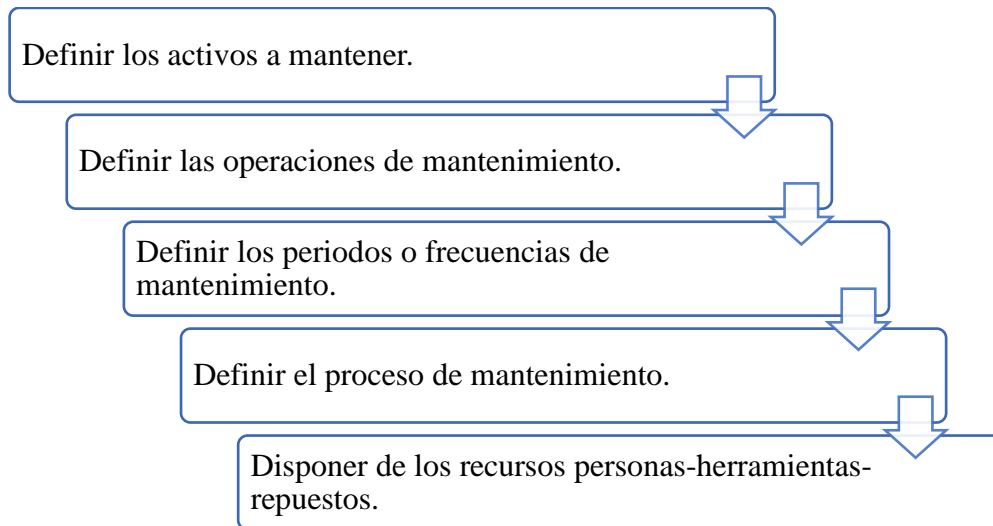 Definir los activos a mantener.
Definir las operaciones de mantenimiento.
Definir los periodos o frecuencias de
mantenimiento.
Definir el proceso de mantenimiento.
Disponer de los recursos personas-herramientas-
repuestos.